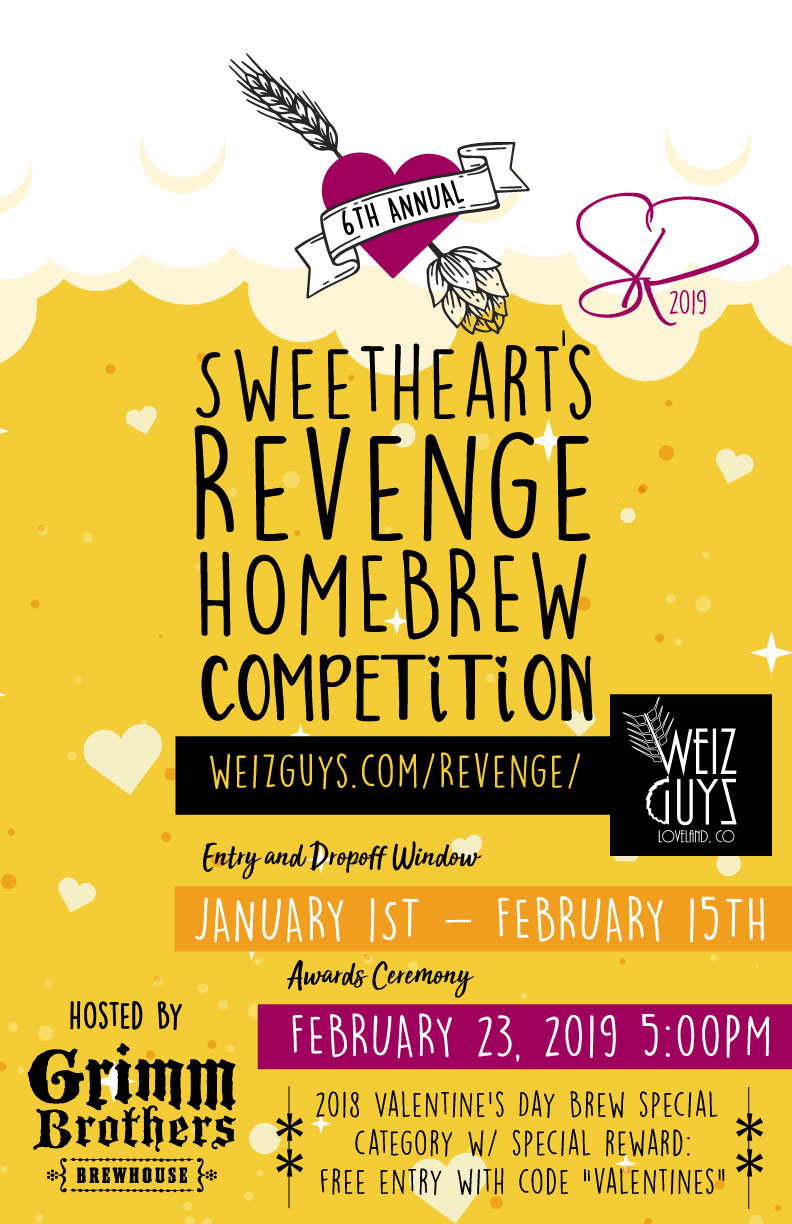 6TH ANNUAL
SR 2019
SWEETHEART'S
REVENGE
HOMEBREW
COMPETITION
WEIZGUYS.COM/REVENGE/
WEIZ
GUYS
LOVELAND, CO
Entry and Dropoff Window
JANUARY 1ST – FEBRUARY 15TH
Awards Ceremony
FEBRUARY 23, 2019 5:00PM
HOSTED BY
Grimm
Brothers
BREWHOUSE
2018 VALENTINE'S DAY BREW SPECIAL
CATEGORY W/ SPECIAL REWARD:
FREE ENTRY WITH CODE "VALENTINES"